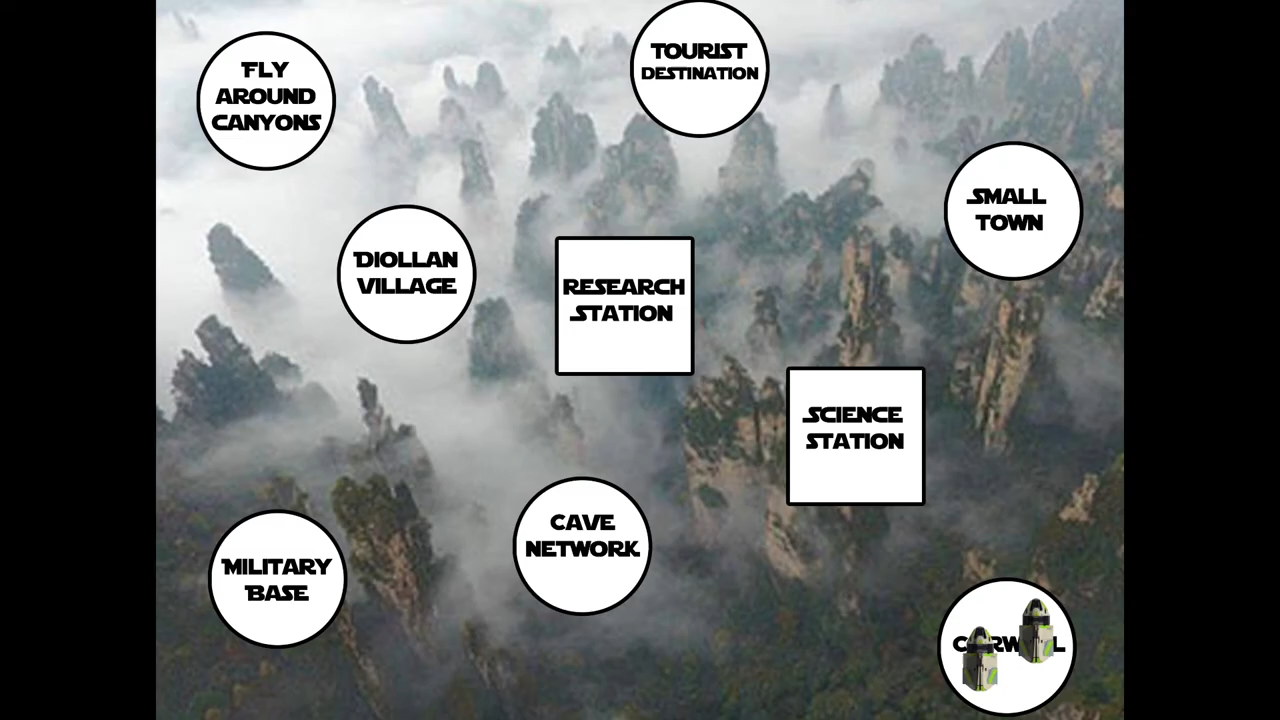 TOURIST
DESTINATION
FLY
AROUND
CANYONS
SMALL
TOWN
DIOLLAN
VILLAGE
RESEARCH
STATION
SCIENCE
STATION
CAVE
NETWORK
MILITARY
BASE